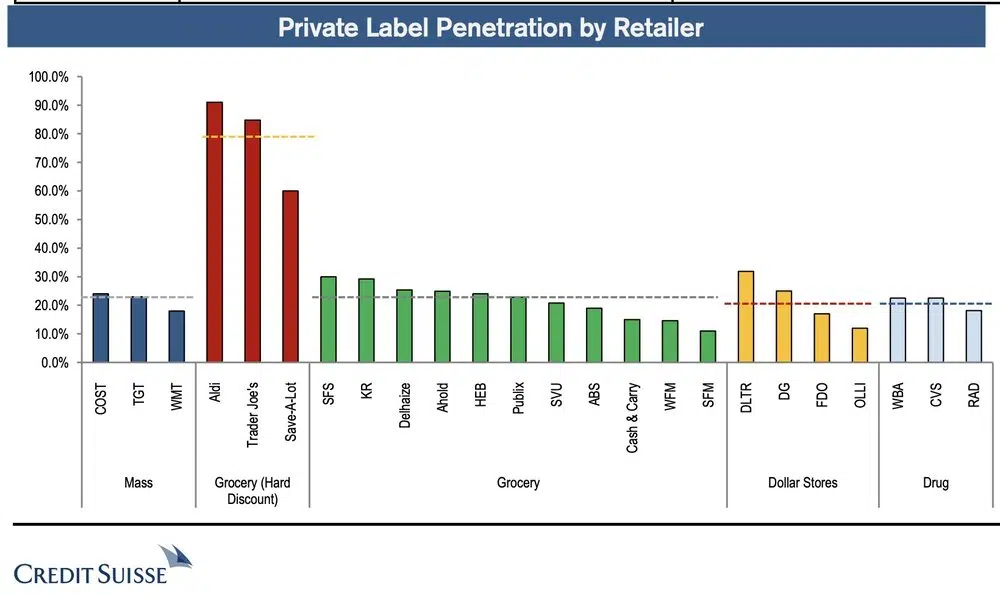 Private Label Penetration by Retailer
100.0%
90.0%
80.0%
70.0%
60.0%
50.0%
40.0%
30.0%
20.0%
10.0%
0.0%
COST
TGT
WMT
Aldi
Trader Joe's
Save-A-Lot
SFS
KR
Delhaize
Ahold
HEB
Publix
SVU
ABS
Cash & Carry
WFM
SFM
DLTR
DG
FDO
OLLI
WBA
CVS
RAD
Mass
Grocery (Hard
Discount)
Grocery
Dollar Stores
Drug
CREDIT SUISSE